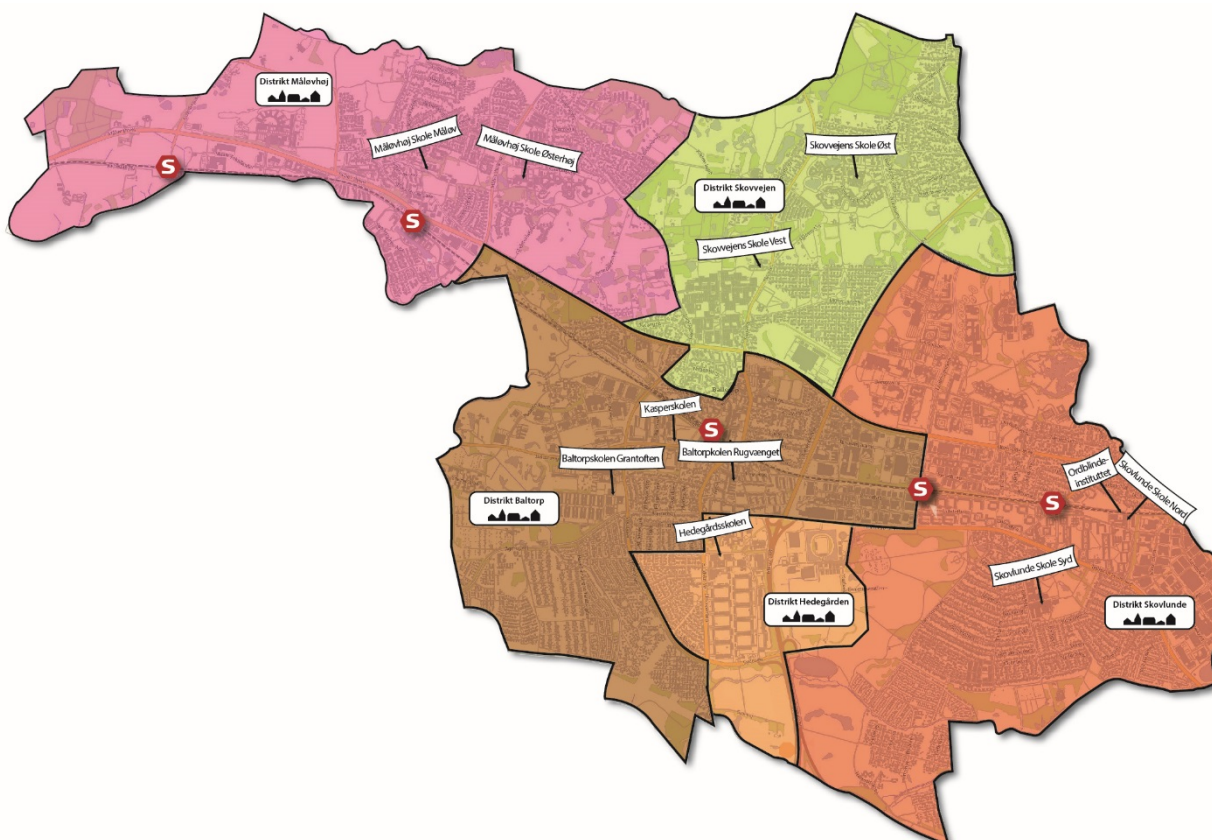 Distrikt Måløvhøj
Måløvhøj Skole Måløv
Måløvhøj Skole Østerhøj
Skovvejens Skole Øst
Distrikt Skovvejen
Skovvejens Skole Vest
S
S
Kasperskolen
S
Baltorpskolen Grantoften
Baltorpkolen Rugvænget
Distrikt Baltorp
S
S
Ordblinde-
instituttet
Skovlunde Skole Nord
Hedegårdsskolen
Skovlunde Skole Syd
Distrikt Hedegården
Distrikt Skovlunde